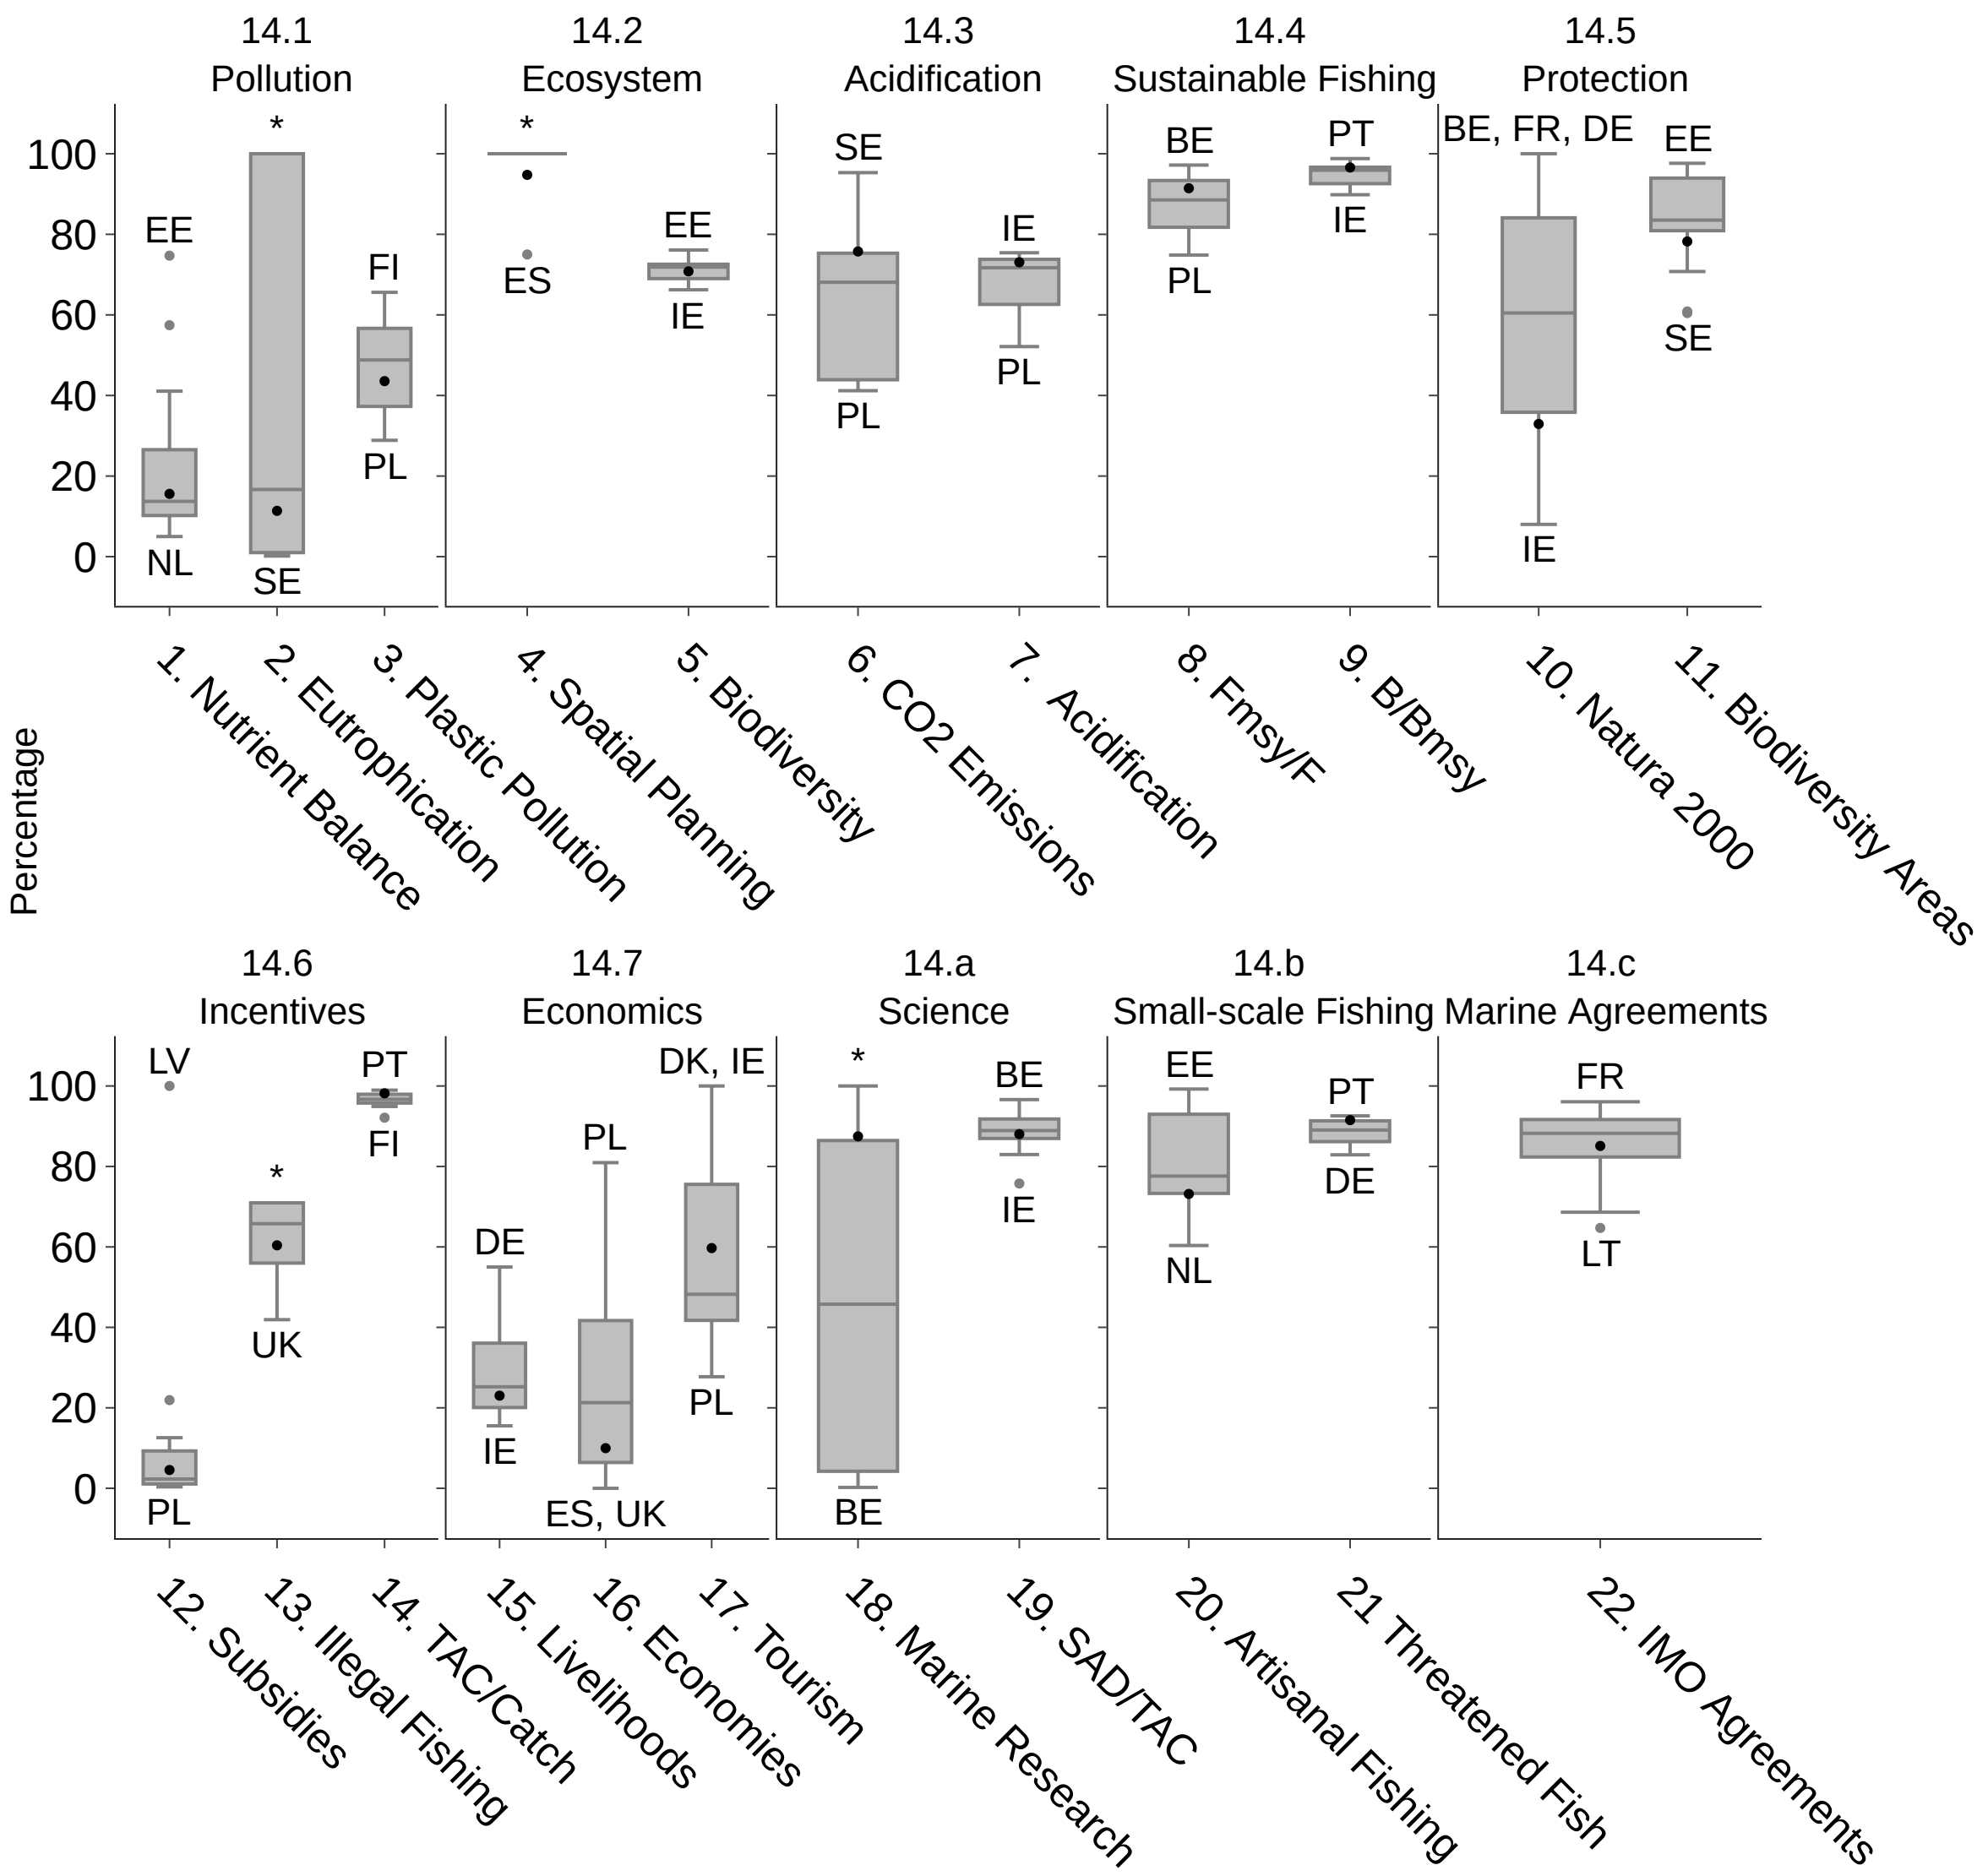 14.1
Pollution
14.2
Ecosystem
14.3
Acidification
14.4
Sustainable Fishing
14.5
Protection
Percentage
100
80
60
40
20
0
EE
NL
*
SE
FI
PL
*
ES
EE
IE
SE
PL
IE
PL
BE
PL
PT
IE
BE, FR, DE
IE
EE
SE
1. Nutrient Balance
2. Eutrophication
3. Plastic Pollution
4. Spatial Planning
5. Biodiversity
6. CO2 Emissions
7. Acidification
8. Fmsy/F
9. B/Bmsy
10. Natura 2000
11. Biodiversity Areas
14.6
Incentives
14.7
Economics
14.a
Science
14.b
Small-scale Fishing
14.c
Marine Agreements
100
80
60
40
20
0
LV
PL
*
UK
PT
FI
DE
IE
PL
ES, UK
DK, IE
PL
*
BE
BE
IE
EE
NL
PT
DE
FR
LT
12. Subsidies
13. Illegal Fishing
14. TAC/Catch
15. Livelihoods
16. Economies
17. Tourism
18. Marine Research
19. SAD/TAC
20. Artisanal Fishing
21 Threatened Fish
22. IMO Agreements